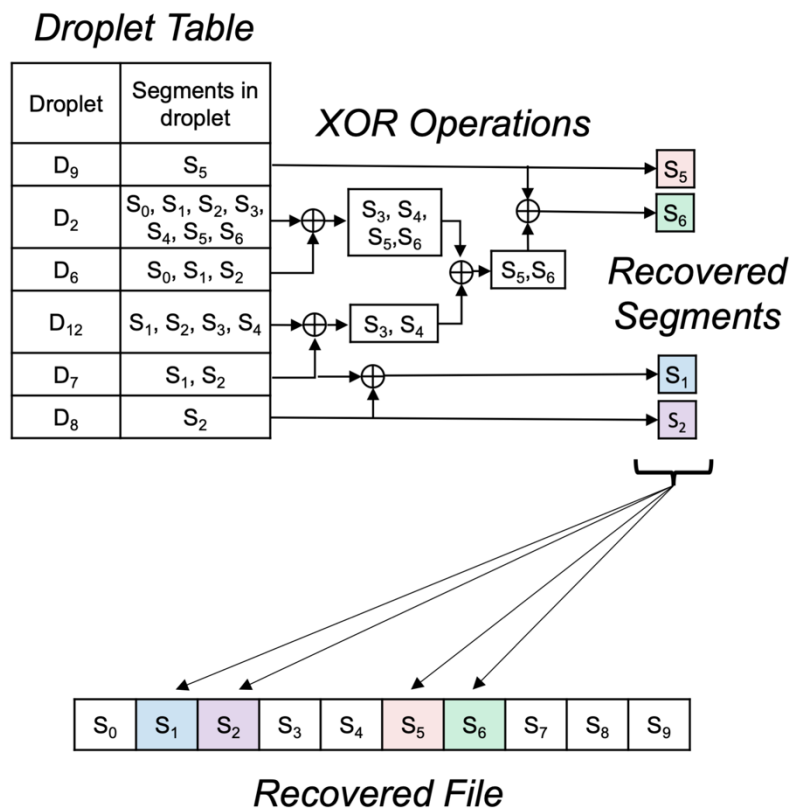 Droplet Table
Droplet
Segments in
droplet
XOR Operations
D₉
S₅
S₅
D₂
S₀, S₁, S₂, S₃,
S₄, S₅, S₆
S₃, S₄,
S₅,S₆
S₆
D₆
S₀, S₁, S₂
S₅,S₆
Recovered
Segments
D₁₂
S₁, S₂, S₃, S₄
S₃, S₄
D₇
S₁, S₂
S₁
D₈
S₂
S₂
S₀ S₁ S₂ S₃ S₄ S₅ S₆ S₇ S₈ S₉
Recovered File